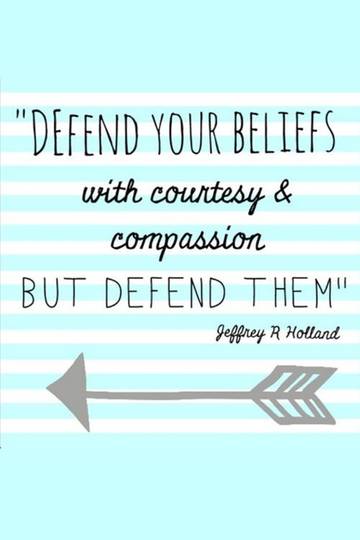 "DEFEND YOUR BELIEFS
with courtesy &
compassion
BUT DEFEND THEM"
Jeffrey R Holland